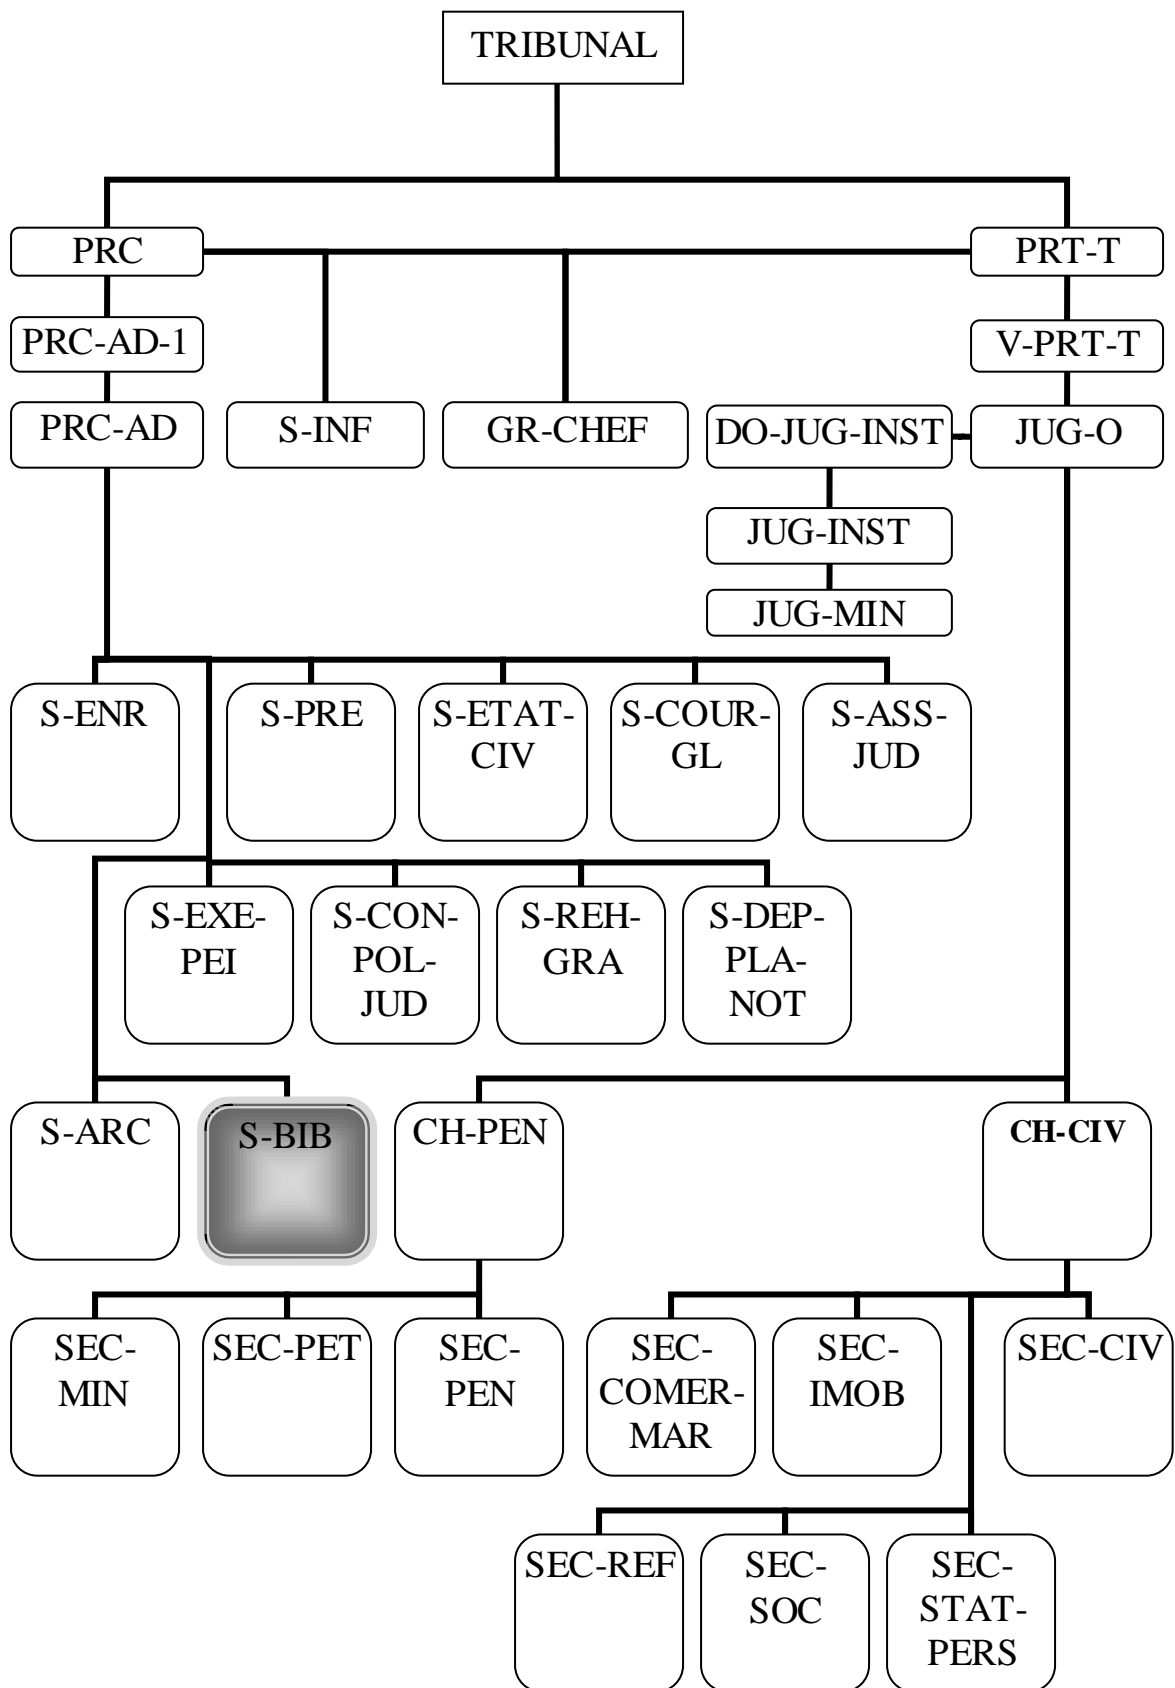 TRIBUNAL
PRC
PRT-T
PRC-AD-1
V-PRT-T
PRC-AD
S-INF
GR-CHEF
DO-JUG-INST
JUG-O
JUG-INST
JUG-MIN
S-ENR
S-PRE
S-ETAT-
CIV
S-COUR-
GL
S-ASS-
JUD
S-EXE-
PEI
S-CON-
POL-
JUD
S-REH-
GRA
S-DEP-
PLA-
NOT
S-ARC
S-BIB
CH-PEN
CH-CIV
SEC-
MIN
SEC-PET
SEC-
PEN
SEC-
COMER-
MAR
SEC-
IMOB
SEC-CIV
SEC-REF
SEC-
SOC
SEC-
STAT-
PERS